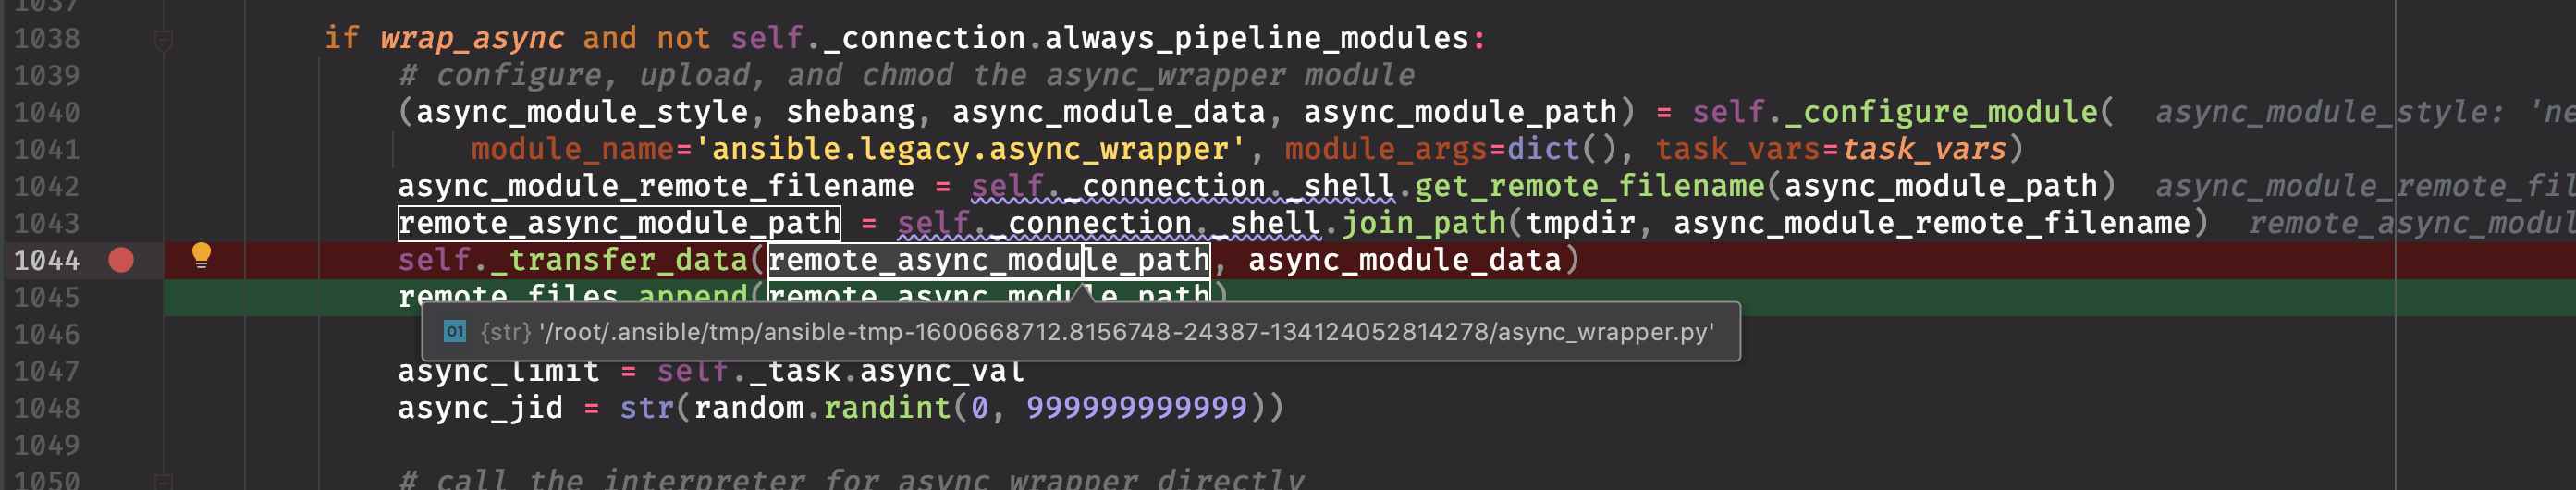 1037
1038 if wrap_async and not self._connection.always_pipeline_modules:
1039 # configure, upload, and chmod the async_wrapper module
1040 (async_module_style, shebang, async_module_data, async_module_path) = self._configure_module( async_module_style: 'ne
1041 module_name='ansible.legacy.async_wrapper', module_args=dict(), task_vars=task_vars)
1042 async_module_remote_filename = self._connection._shell.get_remote_filename(async_module_path) async_module_remote_fil
1043 remote_async_module_path = self._connection._shell.join_path(tmpdir, async_module_remote_filename) remote_async_modul
1044 self._transfer_data(remote_async_module_path, async_module_data)
1045 remote_files.append(remote_async_module_path)
01 {str} '/root/.ansible/tmp/ansible-tmp-1600668712.8156748-24387-134124052814278/async_wrapper.py'
1046
1047 async_limit = self._task.async_val
1048 async_jid = str(random.randint(0, 999999999999))
1049
1050 # call the interpreter for async_wrapper directly